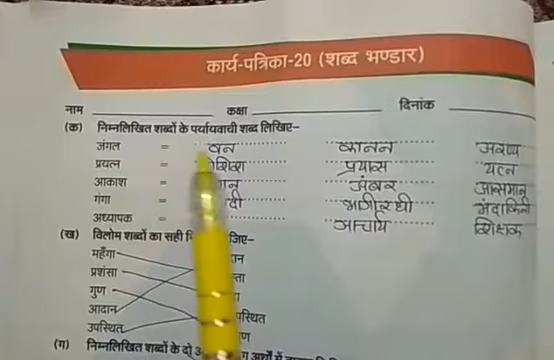 कार्य-पत्रिका-20 (शब्द भण्डार)
नाम कक्षा दिनांक
(क) निम्नलिखित शब्दों के पर्यायवाची शब्द लिखिए–
जंगल = वन कानन अरण्य
प्रयत्न = प्रयास यत्न
आकाश = अंबर आसमान
गंगा = भागीरथी मंदाकिनी
अध्यापक = आचार्य शिक्षक
(ख) विलोम शब्दों का सही
महँगा
प्रशंसा
गुण
आदान
उपस्थित
(ग) निम्नलिखित शब्दों के दो